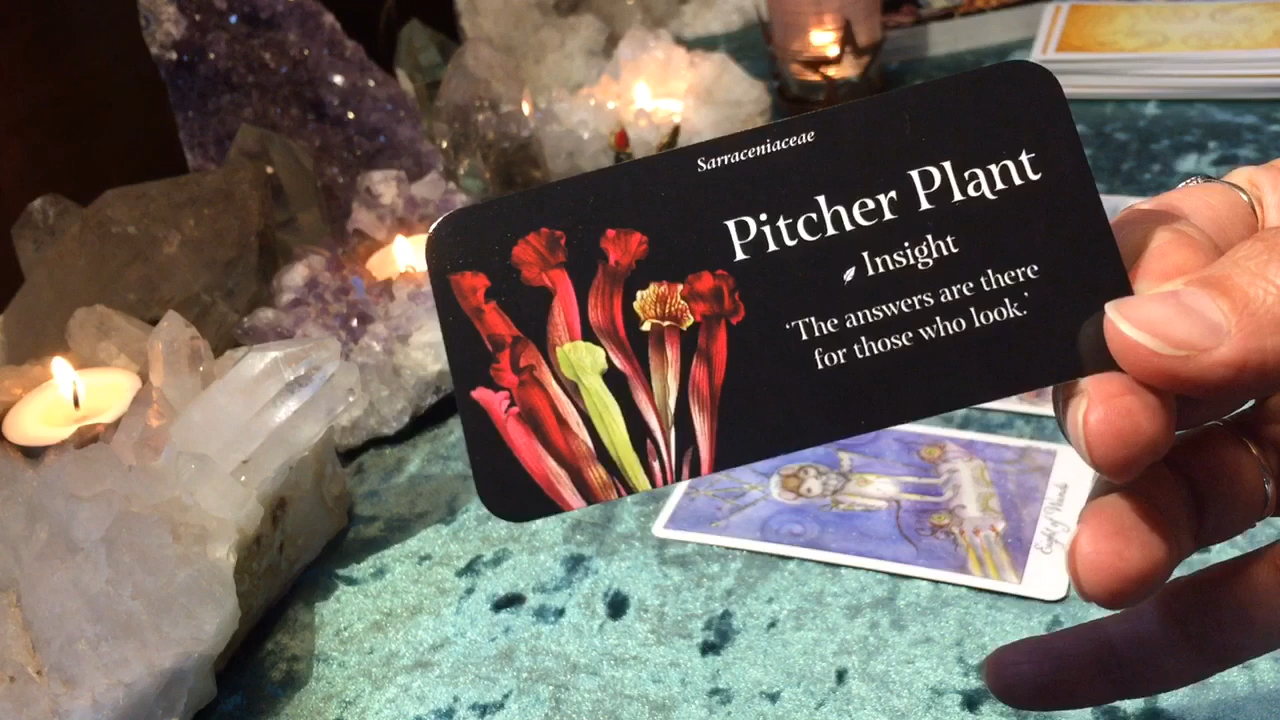 Sarraceniaceae
Pitcher Plant
Insight
‘The answers are there
for those who look.’
Eight of Wands